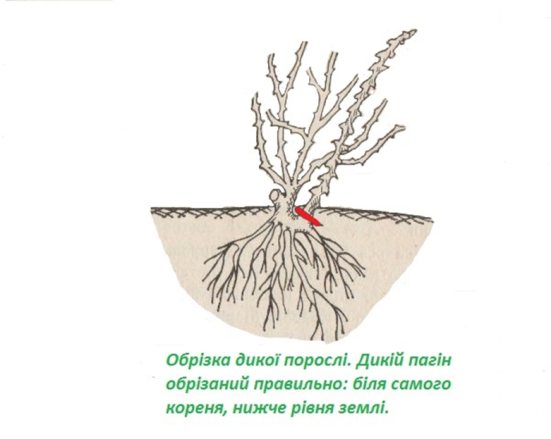 Обрізка дикої порослі. Дикій пагін
обрізаний правильно: біля самого
кореня, нижче рівня землі.